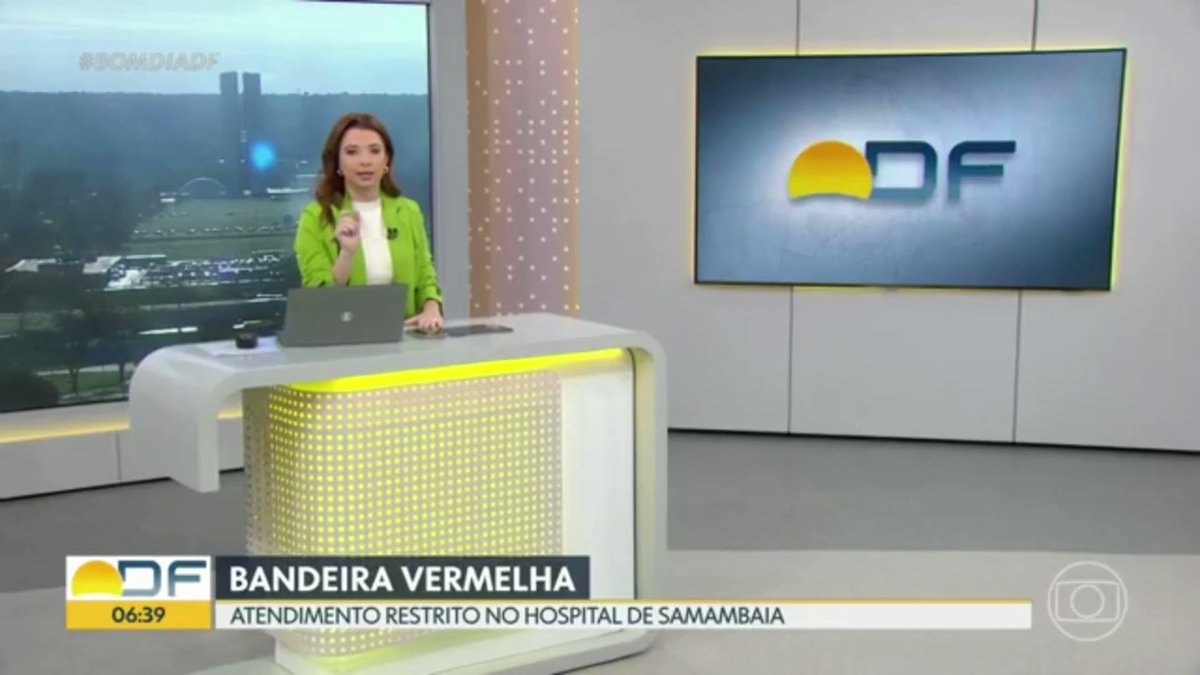 #BOMDIADF
DF
DF
BANDEIRA VERMELHA
06:39
ATENDIMENTO RESTRITO NO HOSPITAL DE SAMAMBAIA